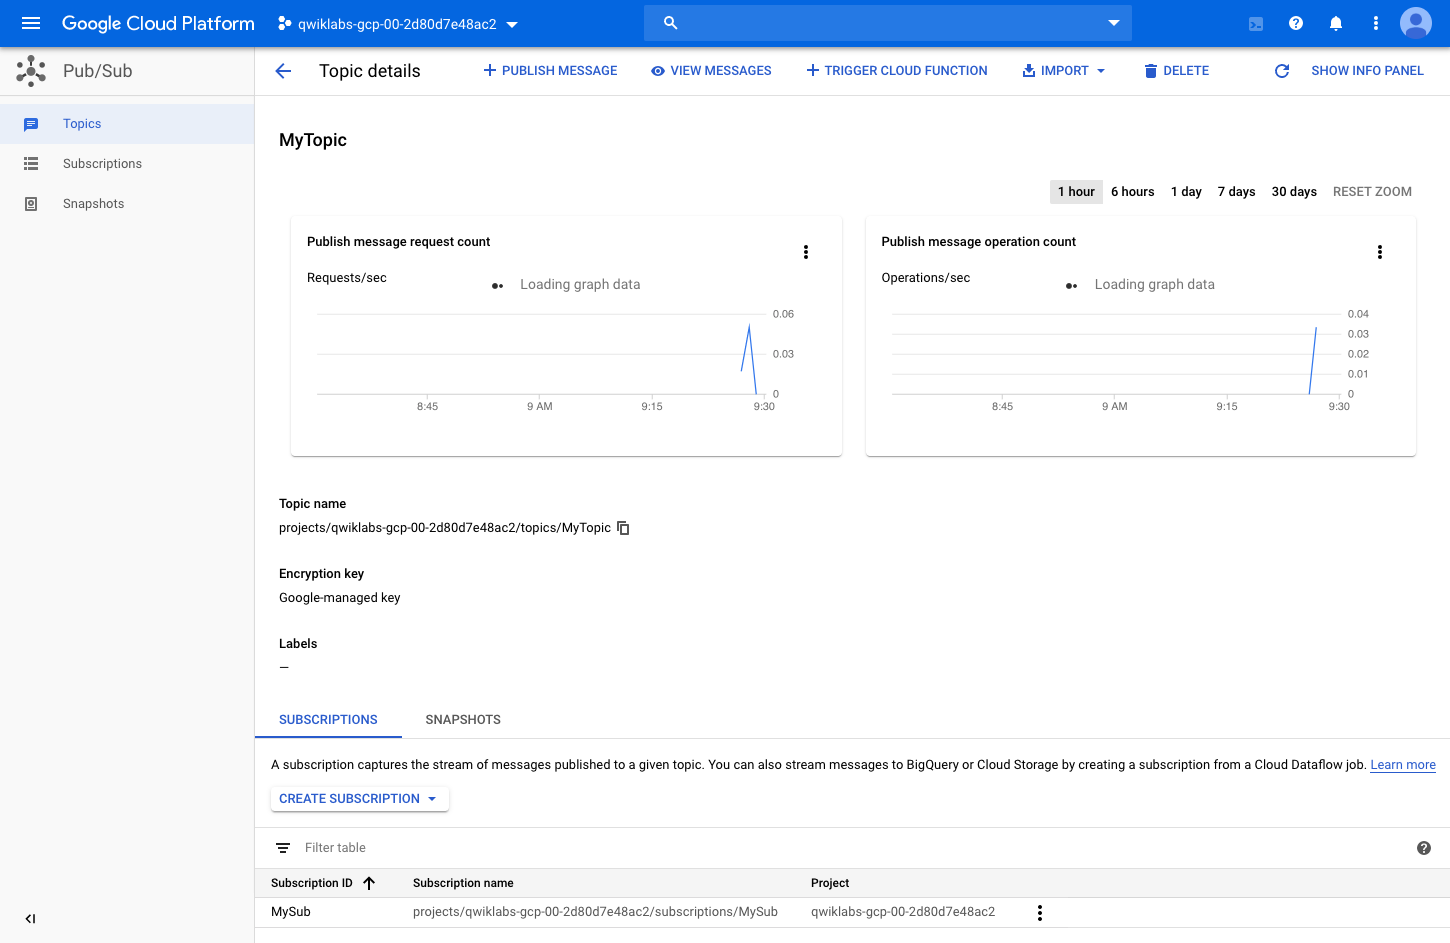 Google Cloud Platform
qwiklabs-gcp-00-2d80d7e48ac2
Pub/Sub
Topic details
PUBLISH MESSAGE
VIEW MESSAGES
TRIGGER CLOUD FUNCTION
IMPORT
DELETE
SHOW INFO PANEL
Topics
Subscriptions
Snapshots
MyTopic
1 hour 6 hours 1 day 7 days 30 days RESET ZOOM
Publish message request count
Requests/sec
Loading graph data
0.06
0.03
0
8:45 9 AM 9:15 9:30
Publish message operation count
Operations/sec
Loading graph data
0.04
0.03
0.02
0.01
0
8:45 9 AM 9:15 9:30
Topic name
projects/qwiklabs-gcp-00-2d80d7e48ac2/topics/MyTopic
Encryption key
Google-managed key
Labels
—
SUBSCRIPTIONS SNAPSHOTS
A subscription captures the stream of messages published to a given topic. You can also stream messages to BigQuery or Cloud Storage by creating a subscription from a Cloud Dataflow job. Learn more
CREATE SUBSCRIPTION
Filter table
Subscription ID Subscription name Project
MySub projects/qwiklabs-gcp-00-2d80d7e48ac2/subscriptions/MySub qwiklabs-gcp-00-2d80d7e48ac2